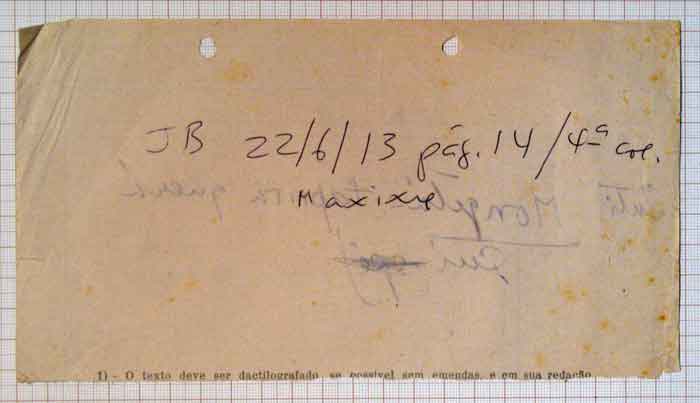 JB 22/6/13 pág. 14/4ª col.
Maxixe
1) - O texto deve ser dactilografado, se possível sem emendas, e em sua redação